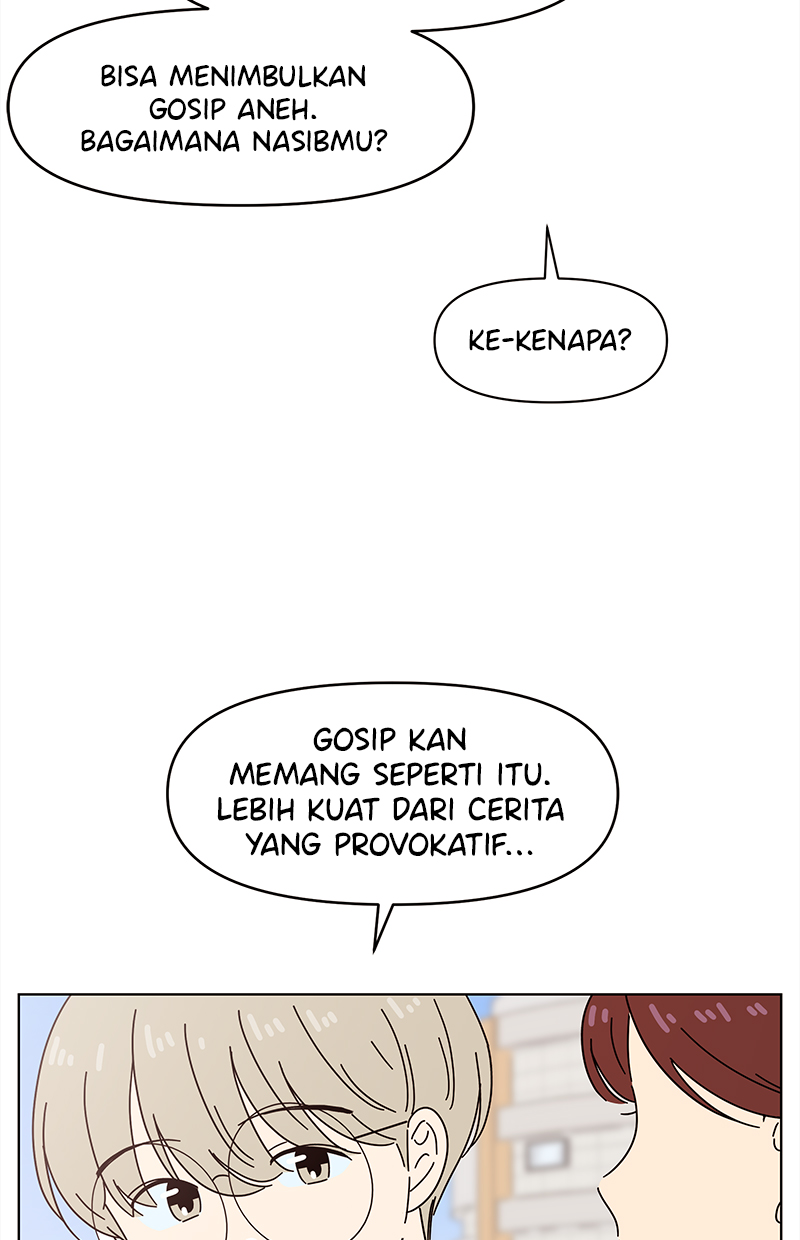 BISA MENIMBULKAN
GOSIP ANEH.
BAGAIMANA NASIBMU?
KE-KENAPA?
GOSIP KAN
MEMANG SEPERTI ITU.
LEBIH KUAT DARI CERITA
YANG PROVOKATIF...